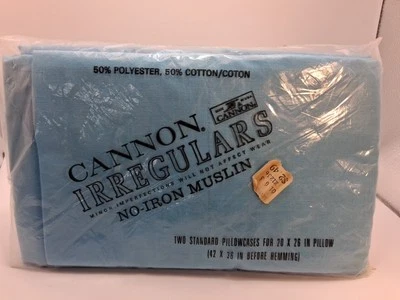 50% POLYESTER, 50% COTTON/COTON
CANNON
CANNON.
IRREGULARS
MINOR IMPERFECTIONS WILL NOT AFFECT WEAR
NO-IRON MUSLIN
TWO STANDARD PILLOWCASES FOR 20 X 26 IN PILLOW
(42 X 36 IN BEFORE HEMMING)